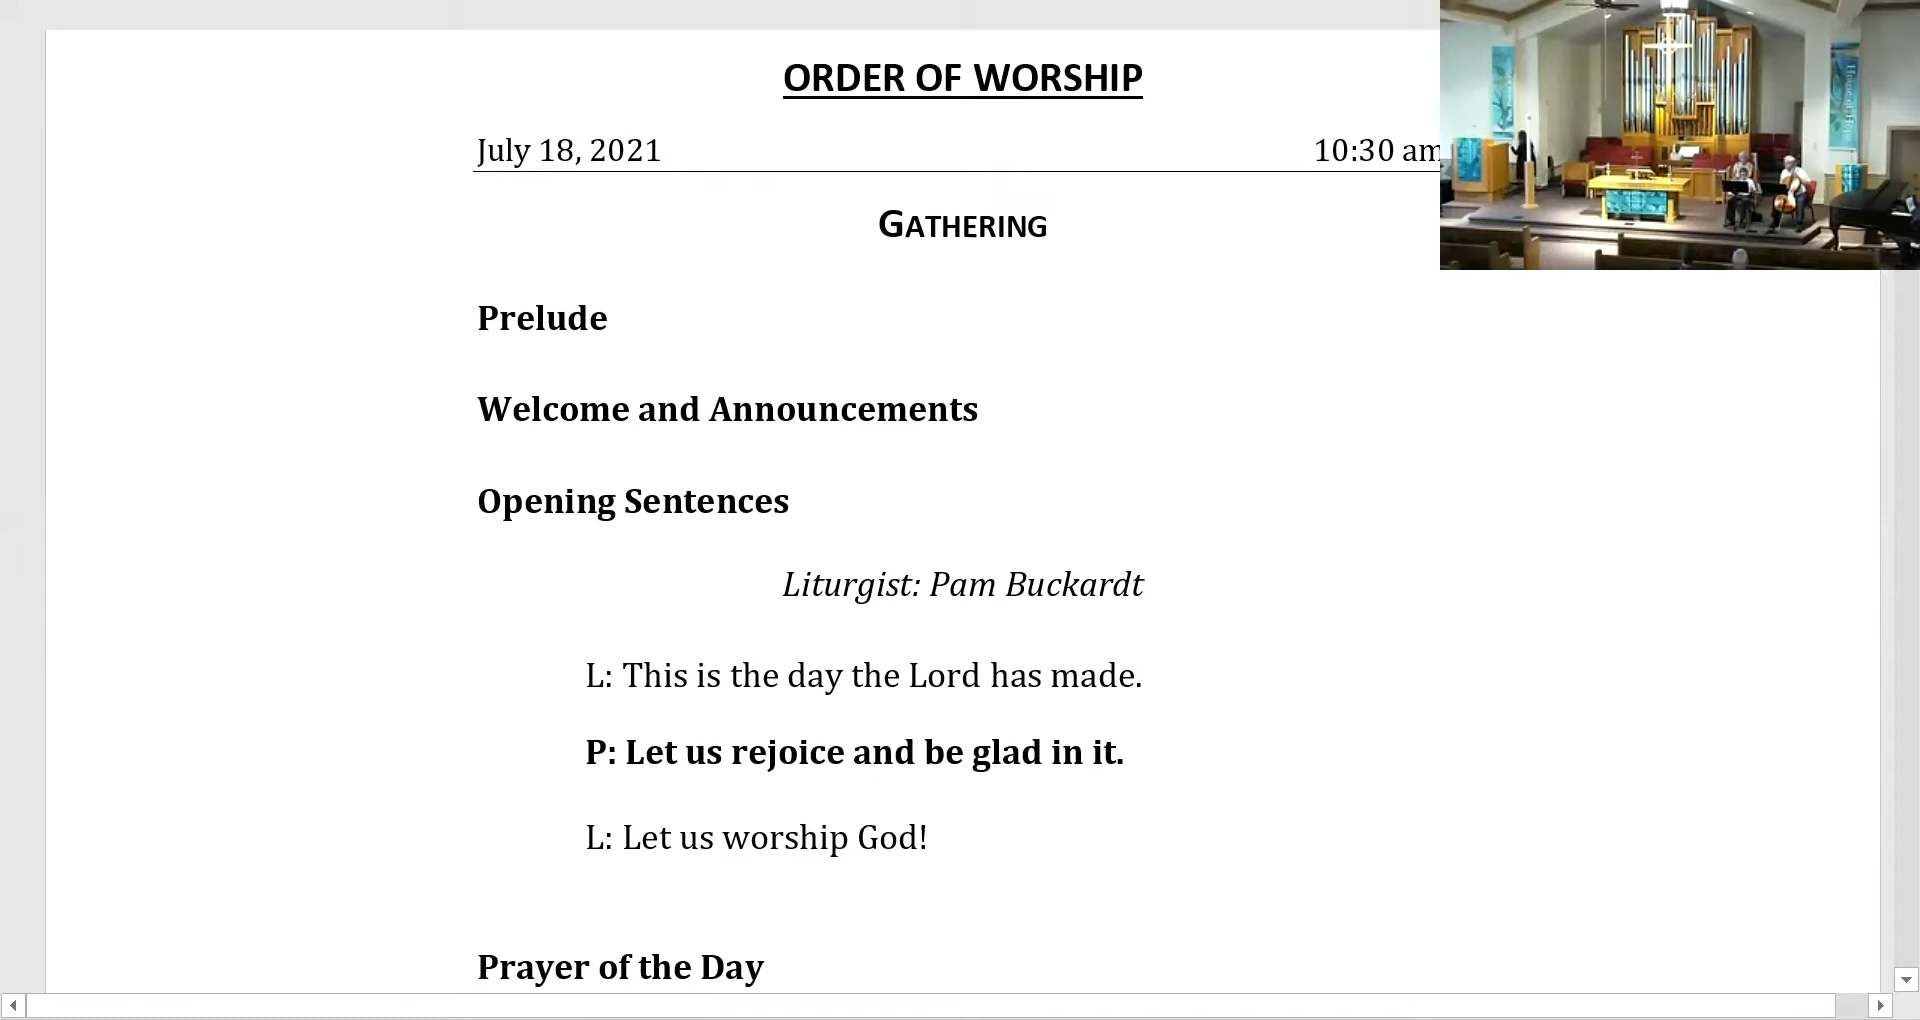 ORDER OF WORSHIP
July 18, 2021 10:30 am
GATHERING
Prelude
Welcome and Announcements
Opening Sentences
Liturgist: Pam Buckardt
L: This is the day the Lord has made.
P: Let us rejoice and be glad in it.
L: Let us worship God!
Prayer of the Day